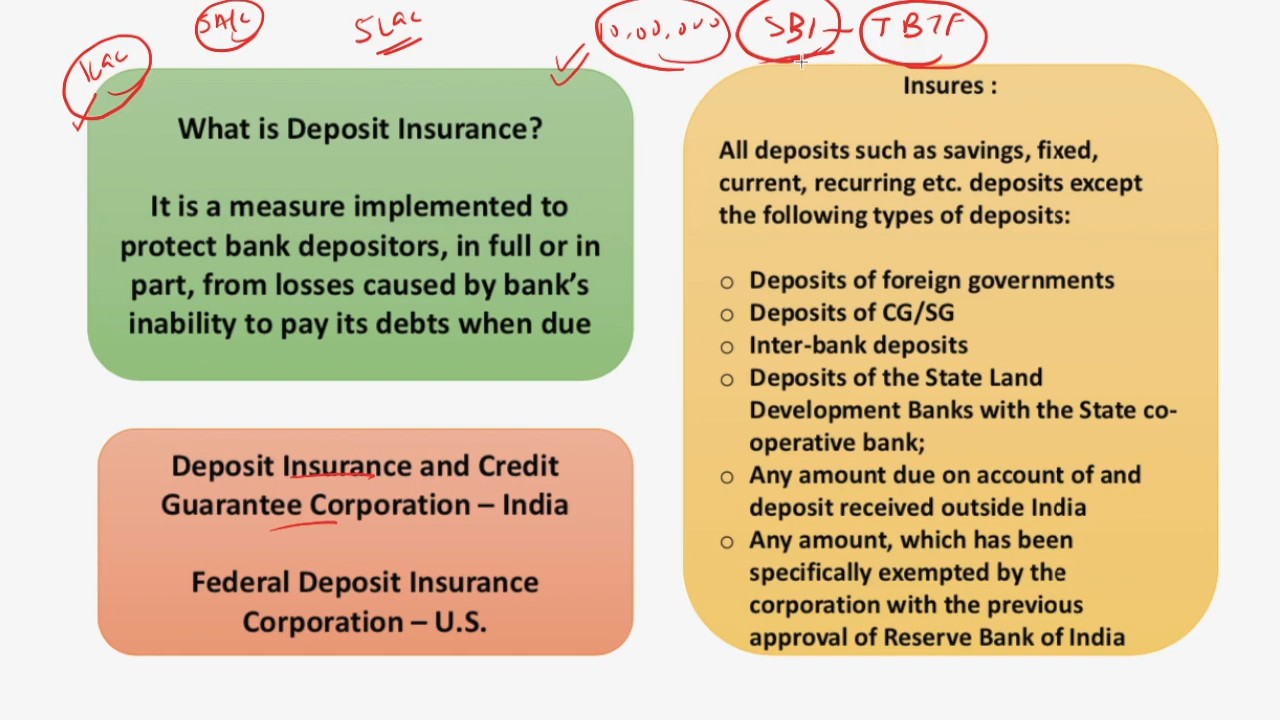 5 Lac
10,00,000
SBI - TBTF
What is Deposit Insurance?
It is a measure implemented to
protect bank depositors, in full or in
part, from losses caused by bank’s
inability to pay its debts when due
Deposit Insurance and Credit
Guarantee Corporation – India
Federal Deposit Insurance
Corporation – U.S.
Insures :
All deposits such as savings, fixed,
current, recurring etc. deposits except
the following types of deposits:
○ Deposits of foreign governments
○ Deposits of CG/SG
○ Inter-bank deposits
○ Deposits of the State Land
Development Banks with the State co-
operative bank;
○ Any amount due on account of and
deposit received outside India
○ Any amount, which has been
specifically exempted by the
corporation with the previous
approval of Reserve Bank of India